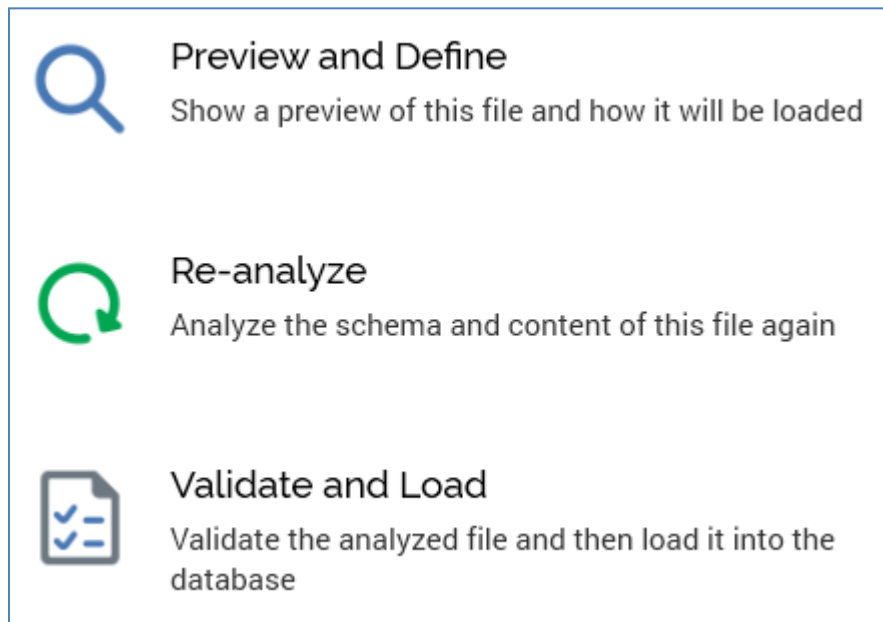 Preview and Define
Show a preview of this file and how it will be loaded
Re-analyze
Analyze the schema and content of this file again
Validate and Load
Validate the analyzed file and then load it into the
database